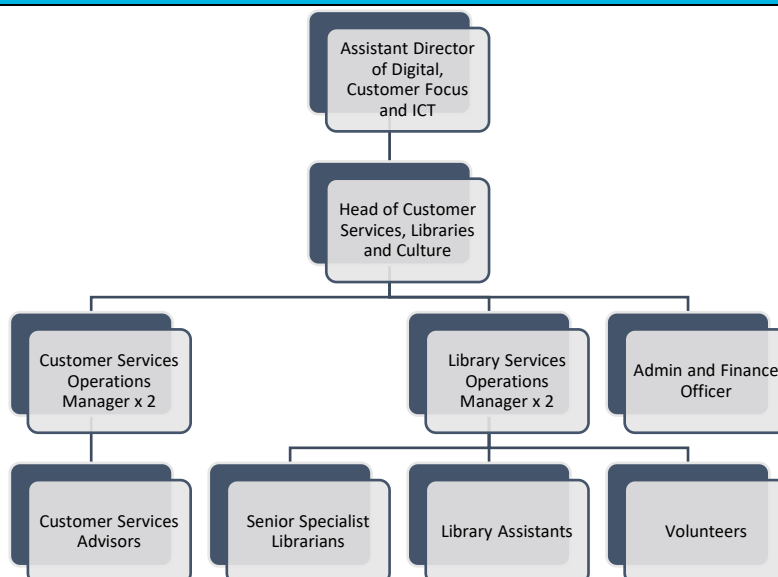 Assistant Director
of Digital,
Customer Focus
and ICT
Head of Customer
Services, Libraries
and Culture
Customer Services
Operations
Manager x 2
Library Services
Operations
Manager x 2
Admin and Finance
Officer
Customer Services
Advisors
Senior Specialist
Librarians
Library Assistants
Volunteers